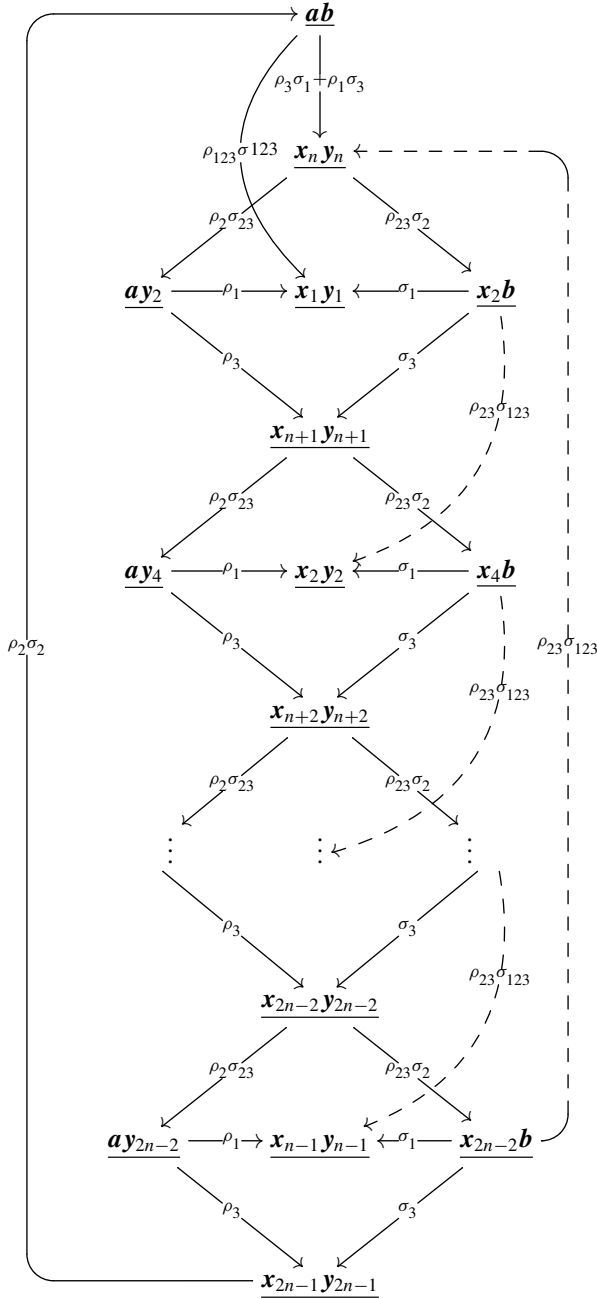 ab
ρ₃σ₁+ρ₁σ₃
ρ₁₂₃σ123
xₙyₙ
ρ₂σ₂₃ ρ₂₃σ₂
ay₂ ρ₁ x₁y₁ σ₁ x₂b
ρ₃ σ₃
ρ₂₃σ₁₂₃
xₙ₊₁yₙ₊₁
ρ₂σ₂₃ ρ₂₃σ₂
ay₄ ρ₁ x₂y₂ σ₁ x₄b
ρ₂σ₂ ρ₃ σ₃ ρ₂₃σ₁₂₃
ρ₂₃σ₁₂₃
xₙ₊₂yₙ₊₂
ρ₂σ₂₃ ρ₂₃σ₂
⋮ ⋮ ⋮
ρ₃ σ₃
ρ₂₃σ₁₂₃
x₂ₙ₋₂y₂ₙ₋₂
ρ₂σ₂₃ ρ₂₃σ₂
ay₂ₙ₋₂ ρ₁ xₙ₋₁yₙ₋₁ σ₁ x₂ₙ₋₂b
ρ₃ σ₃
x₂ₙ₋₁y₂ₙ₋₁